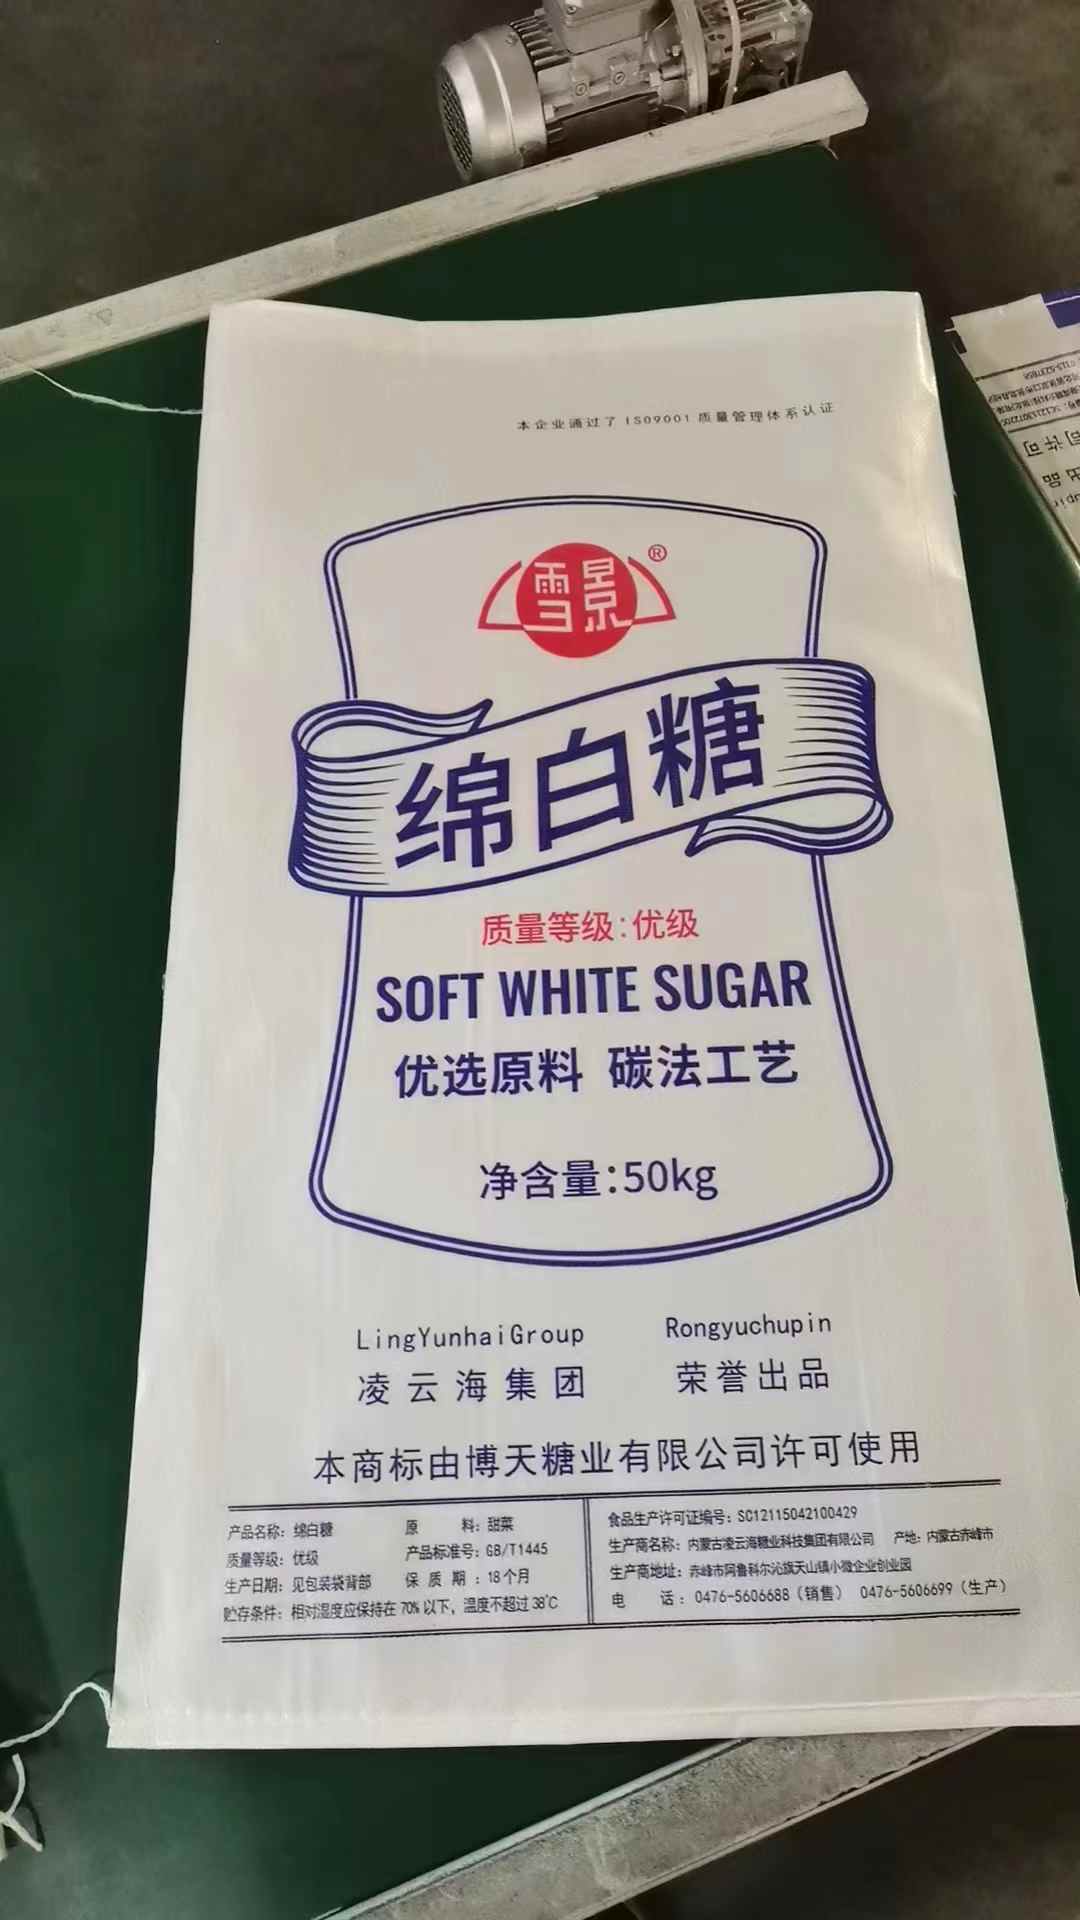 本企业通过了ISO9001质量管理体系认证
雪景®
绵白糖
质量等级:优级
SOFT WHITE SUGAR
优选原料 碳法工艺
净含量:50kg
LingYunhaiGroup Rongyuchupin
凌云海集团 荣誉出品
本商标由博天糖业有限公司许可使用
产品名称: 绵白糖 原 料: 甜菜
质量等级: 优级 产品标准号: GB/T1445
生产日期: 见包装袋背部 保 质 期 : 18个月
贮存条件: 相对湿度应保持在70%以下, 温度不超过38℃
食品生产许可证编号: SC12115042100429
生产商名称: 内蒙古凌云海糖业科技集团有限公司 产地: 内蒙古赤峰市
生产商地址: 赤峰市阿鲁科尔沁旗天山镇小微企业创业园
电 话 : 0476-5606688 (销售) 0476-5606699 (生产)
司许可
出品
upin